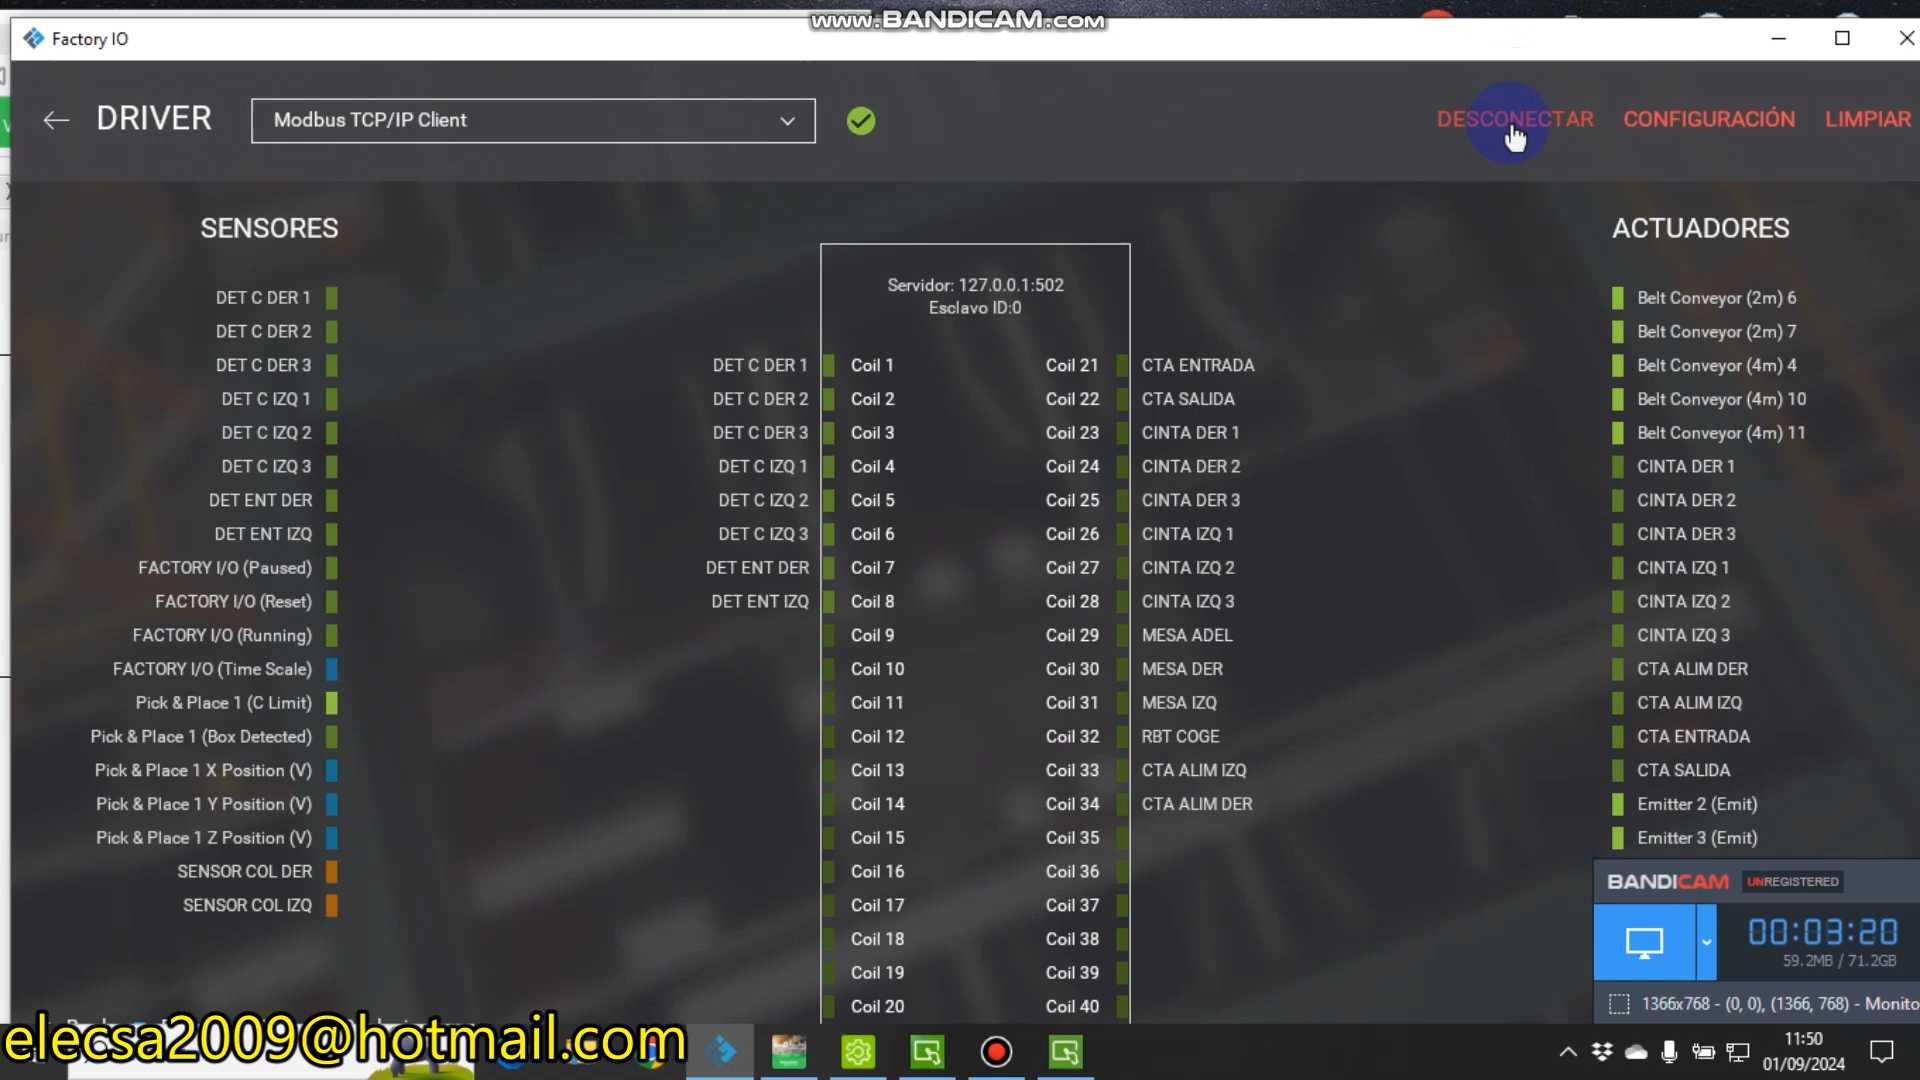 www.BANDICAM.com
Factory IO
DRIVER
Modbus TCP/IP Client
DESCONECTAR
CONFIGURACIÓN
LIMPIAR
SENSORES
DET C DER 1
DET C DER 2
DET C DER 3
DET C IZQ 1
DET C IZQ 2
DET C IZQ 3
DET ENT DER
DET ENT IZQ
FACTORY I/O (Paused)
FACTORY I/O (Reset)
FACTORY I/O (Running)
FACTORY I/O (Time Scale)
Pick & Place 1 (C Limit)
Pick & Place 1 (Box Detected)
Pick & Place 1 X Position (V)
Pick & Place 1 Y Position (V)
Pick & Place 1 Z Position (V)
SENSOR COL DER
SENSOR COL IZQ
Servidor: 127.0.0.1:502
Esclavo ID:0
DET C DER 1 Coil 1 Coil 21 CTA ENTRADA
DET C DER 2 Coil 2 Coil 22 CTA SALIDA
DET C DER 3 Coil 3 Coil 23 CINTA DER 1
DET C IZQ 1 Coil 4 Coil 24 CINTA DER 2
DET C IZQ 2 Coil 5 Coil 25 CINTA DER 3
DET C IZQ 3 Coil 6 Coil 26 CINTA IZQ 1
DET ENT DER Coil 7 Coil 27 CINTA IZQ 2
DET ENT IZQ Coil 8 Coil 28 CINTA IZQ 3
Coil 9 Coil 29 MESA ADEL
Coil 10 Coil 30 MESA DER
Coil 11 Coil 31 MESA IZQ
Coil 12 Coil 32 RBT COGE
Coil 13 Coil 33 CTA ALIM IZQ
Coil 14 Coil 34 CTA ALIM DER
Coil 15 Coil 35
Coil 16 Coil 36
Coil 17 Coil 37
Coil 18 Coil 38
Coil 19 Coil 39
Coil 20 Coil 40
ACTUADORES
Belt Conveyor (2m) 6
Belt Conveyor (2m) 7
Belt Conveyor (4m) 4
Belt Conveyor (4m) 10
Belt Conveyor (4m) 11
CINTA DER 1
CINTA DER 2
CINTA DER 3
CINTA IZQ 1
CINTA IZQ 2
CINTA IZQ 3
CTA ALIM DER
CTA ALIM IZQ
CTA ENTRADA
CTA SALIDA
Emitter 2 (Emit)
Emitter 3 (Emit)
BANDICAM UNREGISTERED
00:03:20
59.2MB / 71.2GB
1366x768 - (0, 0), (1366, 768) - Monito
elecsa2009@hotmail.com
11:50
01/09/2024